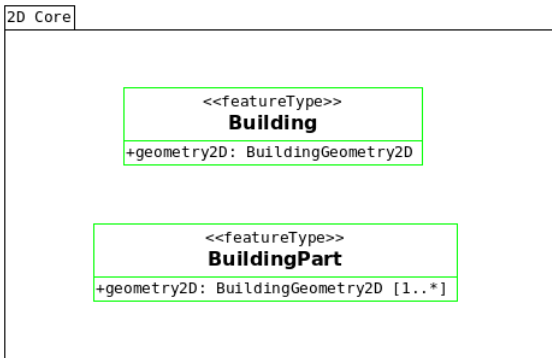 2D Core
<<featureType>>
Building
+geometry2D: BuildingGeometry2D
<<featureType>>
BuildingPart
+geometry2D: BuildingGeometry2D [1..*]